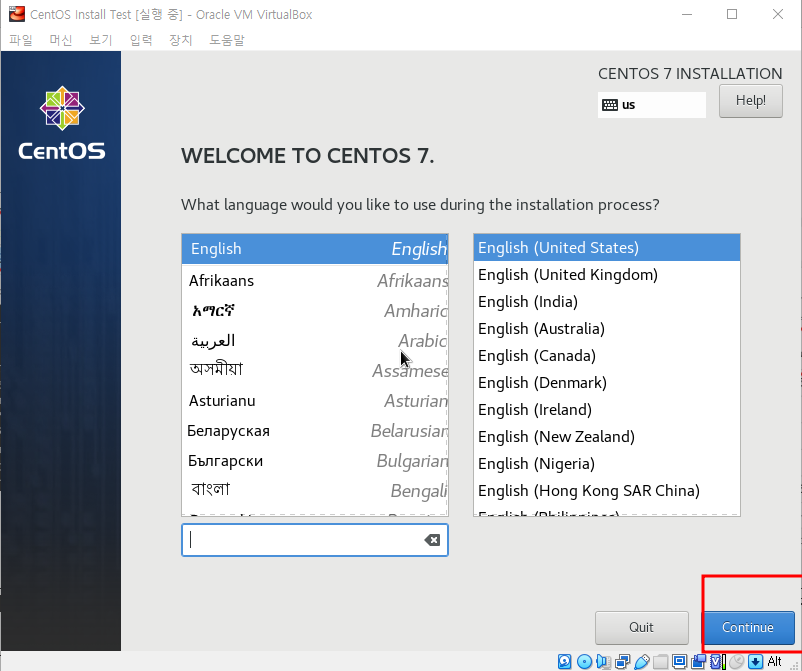 CentOS Install Test [실행 중] - Oracle VM VirtualBox
파일 머신 보기 입력 장치 도움말
CentOS
CENTOS 7 INSTALLATION
us
Help!
WELCOME TO CENTOS 7.
What language would you like to use during the installation process?
English English
Afrikaans Afrikaans
አማርኛ Amharic
العربية Arabic
অসমীয়া Assamese
Asturianu Asturian
Беларуская Belarusian
Български Bulgarian
বাংলা Bengali
English (United States)
English (United Kingdom)
English (India)
English (Australia)
English (Canada)
English (Denmark)
English (Ireland)
English (New Zealand)
English (Nigeria)
English (Hong Kong SAR China)
English (Philippines)
Quit
Continue
Alt